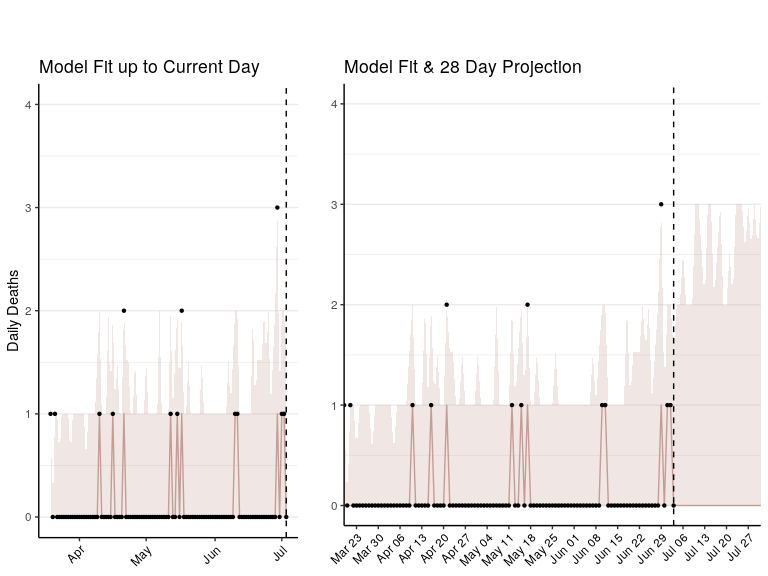 Model Fit up to Current Day
Daily Deaths
4
3
2
1
0
Apr
May
Jun
Jul
Model Fit & 28 Day Projection
4
3
2
1
0
Mar 23
Mar 30
Apr 06
Apr 13
Apr 20
Apr 27
May 04
May 11
May 18
May 25
Jun 01
Jun 08
Jun 15
Jun 22
Jun 29
Jul 06
Jul 13
Jul 20
Jul 27